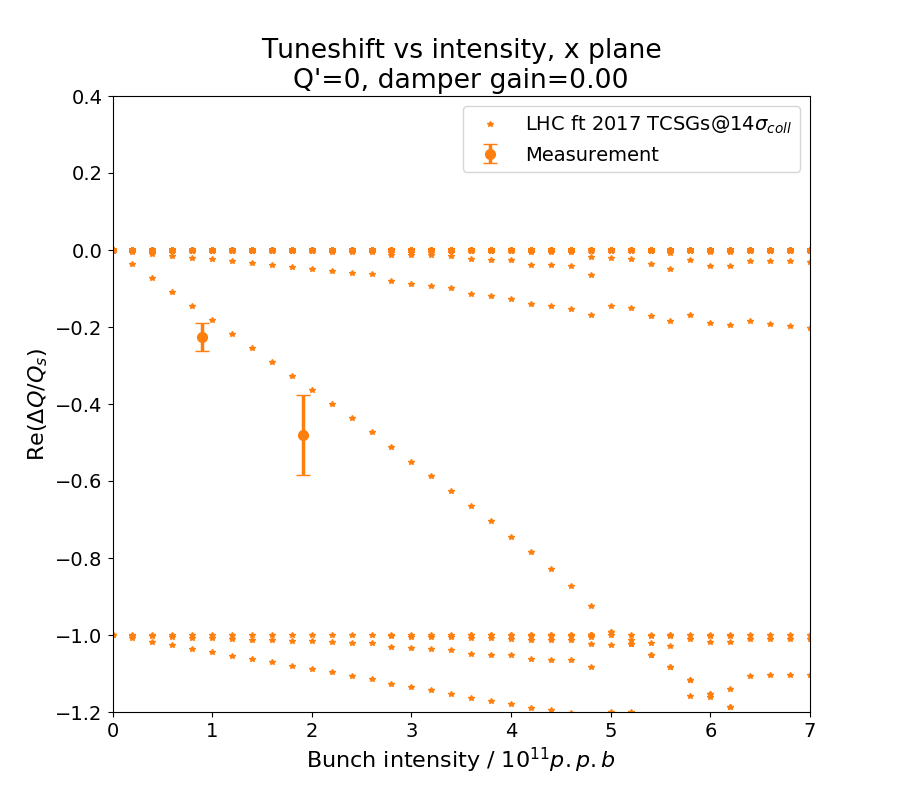 Tuneshift vs intensity, x plane
Q'=0, damper gain=0.00
LHC ft 2017 TCSGs@14σcoll
Measurement
0.4
0.2
0.0
−0.2
−0.4
−0.6
−0.8
−1.0
−1.2
Re(ΔQ/Qs)
0 1 2 3 4 5 6 7
Bunch intensity / 10¹¹p.p.b